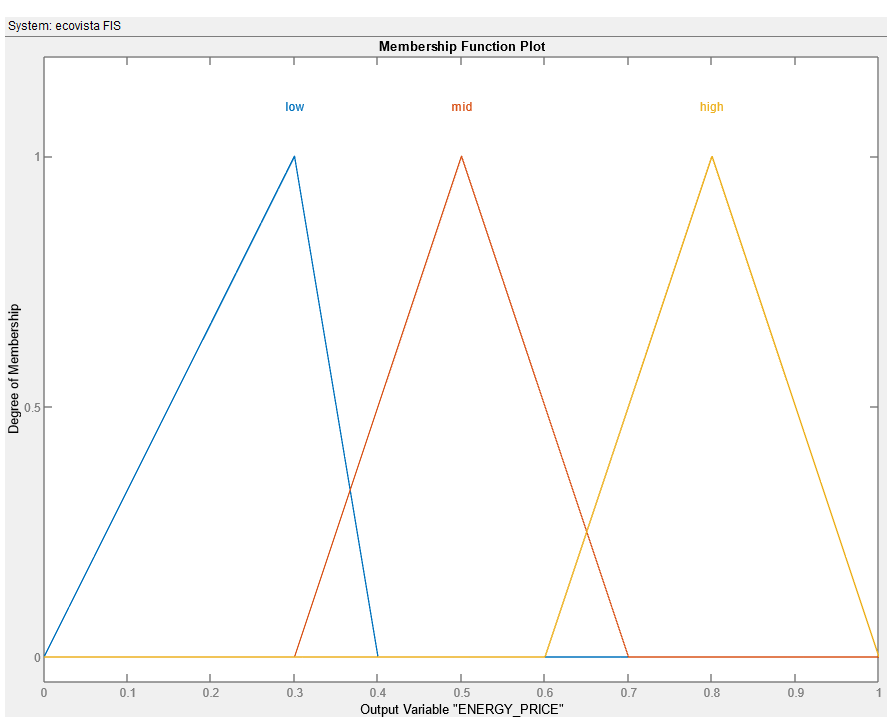 System: ecovista FIS
Membership Function Plot
low mid high
1
0.5
0
Degree of Membership
0 0.1 0.2 0.3 0.4 0.5 0.6 0.7 0.8 0.9 1
Output Variable "ENERGY_PRICE"